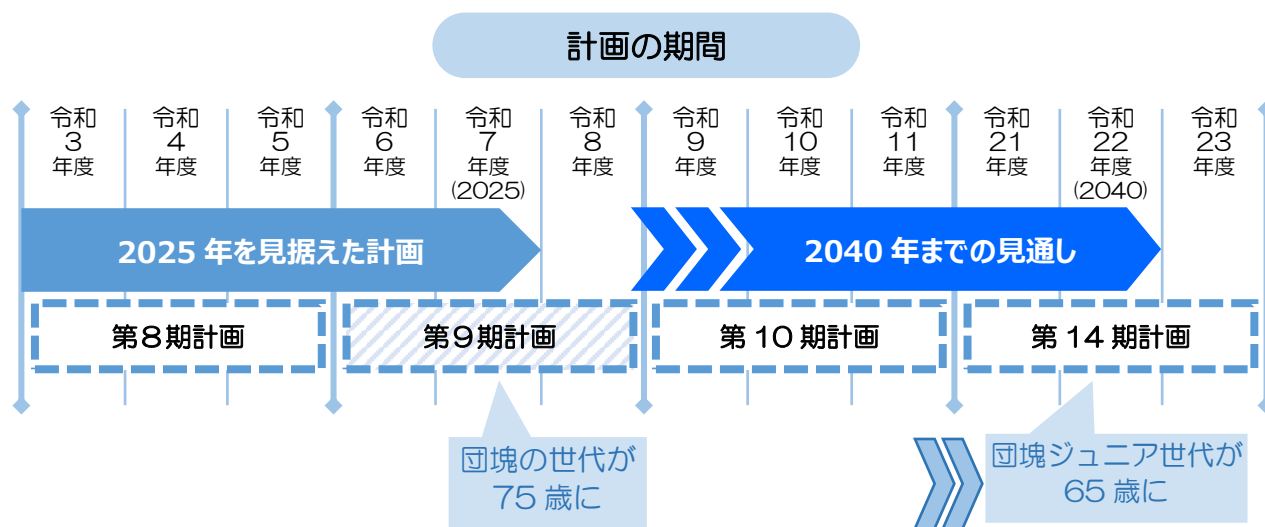 計画の期間
令和
3
年度
令和
4
年度
令和
5
年度
令和
6
年度
令和
7
年度
(2025)
令和
8
年度
令和
9
年度
令和
10
年度
令和
11
年度
令和
21
年度
令和
22
年度
(2040)
令和
23
年度
2025 年を見据えた計画
2040 年までの見通し
第8期計画
第9期計画
第 10 期計画
第 14 期計画
団塊の世代が
75 歳に
団塊ジュニア世代が
65 歳に